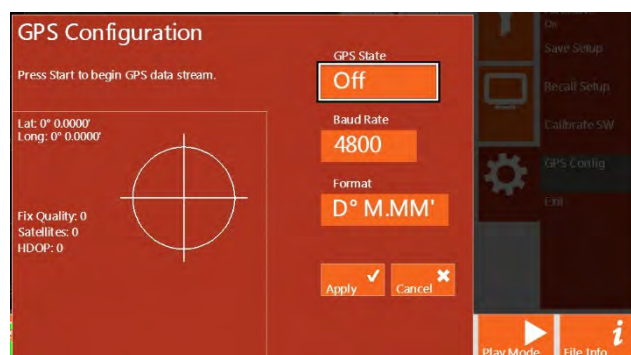 GPS Configuration
Press Start to begin GPS data stream.
Lat: 0° 0.0000'
Long: 0° 0.0000'
Fix Quality: 0
Satellites: 0
HDOP: 0
GPS State
Off
Baud Rate
4800
Format
D° M.MM'
Apply
Cancel
On
Save Setup
Recall Setup
Calibrate SW
GPS Config
Exit
Play Mode
File Info